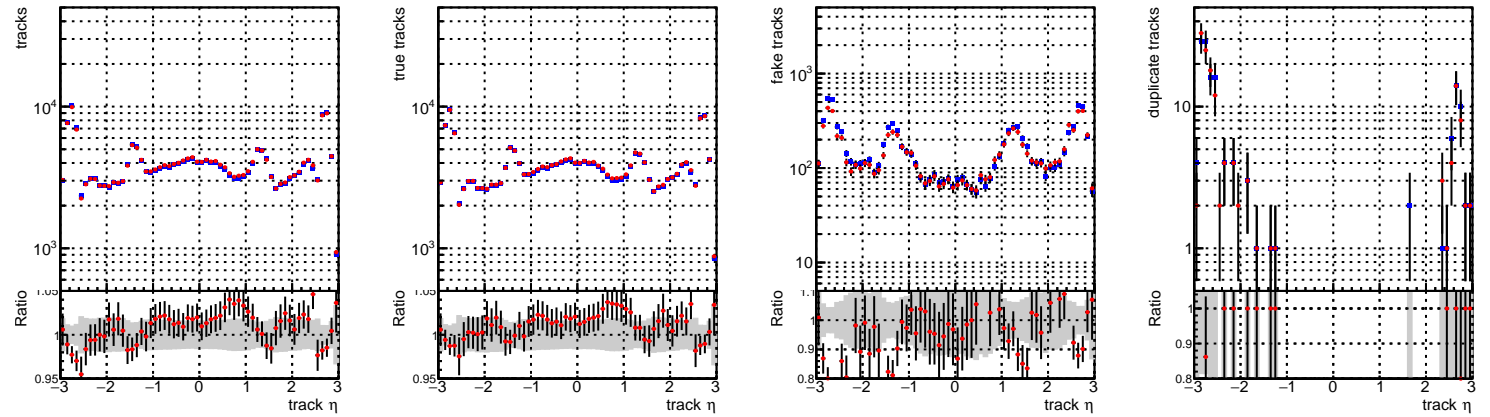 tracks
10⁴
10³
Ratio
1.05
0.95
−3 −2 −1 0 1 2 3
track η
true tracks
10⁴
10³
Ratio
1.05
0.95
−3 −2 −1 0 1 2 3
track η
fake tracks
10³
10²
10
Ratio
1.1
1
0.9
0.8
−3 −2 −1 0 1 2 3
track η
duplicate tracks
10
1
Ratio
1
0.9
0.8
−3 −2 −1 0 1 2 3
track η